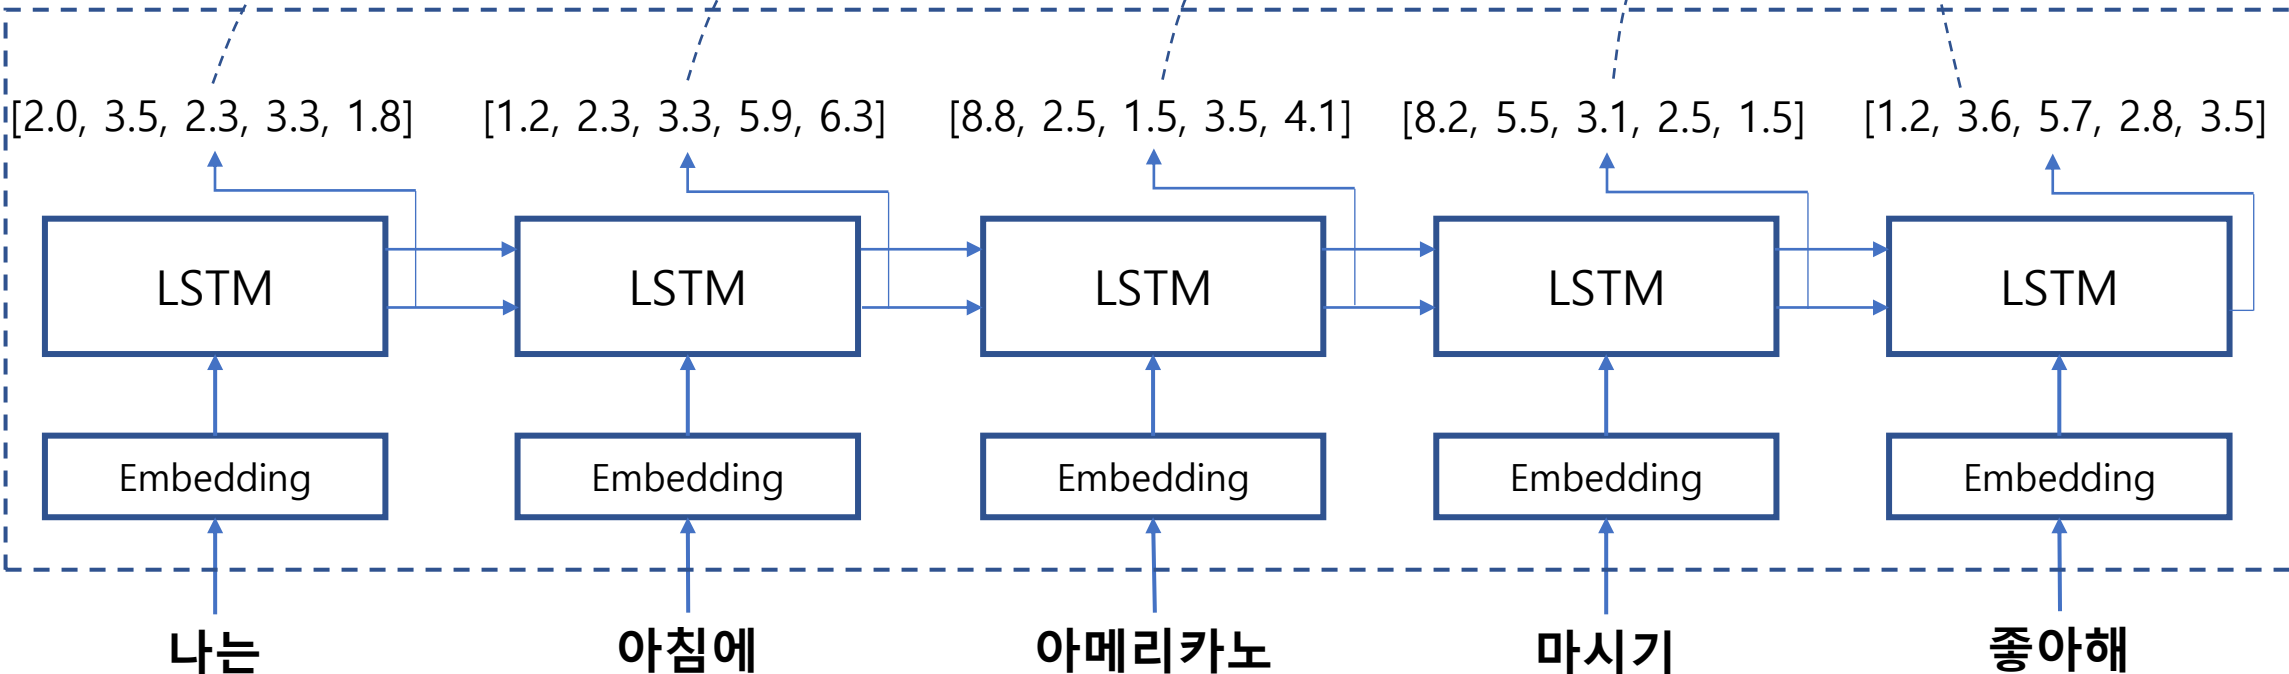 [2.0, 3.5, 2.3, 3.3, 1.8] [1.2, 2.3, 3.3, 5.9, 6.3] [8.8, 2.5, 1.5, 3.5, 4.1] [8.2, 5.5, 3.1, 2.5, 1.5] [1.2, 3.6, 5.7, 2.8, 3.5]
LSTM LSTM LSTM LSTM LSTM
Embedding Embedding Embedding Embedding Embedding
나는 아침에 아메리카노 마시기 좋아해